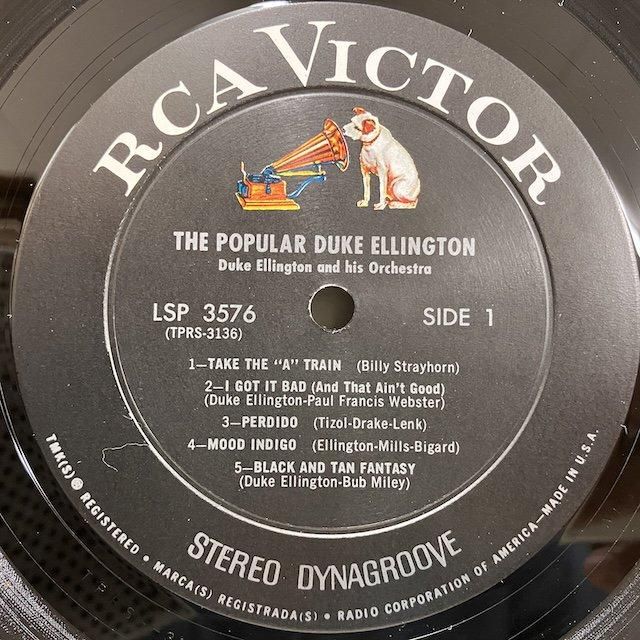 RCA VICTOR
THE POPULAR DUKE ELLINGTON
Duke Ellington and his Orchestra
LSP 3576
(TPRS-3136)
SIDE 1
1—TAKE THE "A" TRAIN (Billy Strayhorn)
2—I GOT IT BAD (And That Ain't Good)
(Duke Ellington-Paul Francis Webster)
3—PERDIDO (Tizol-Drake-Lenk)
4—MOOD INDIGO (Ellington-Mills-Bigard)
5—BLACK AND TAN FANTASY
(Duke Ellington-Bub Miley)
STEREO DYNAGROOVE
TMK(S) ® REGISTERED • MARCA(S) REGISTRADA(S) • RADIO CORPORATION OF AMERICA—MADE IN U.S.A.